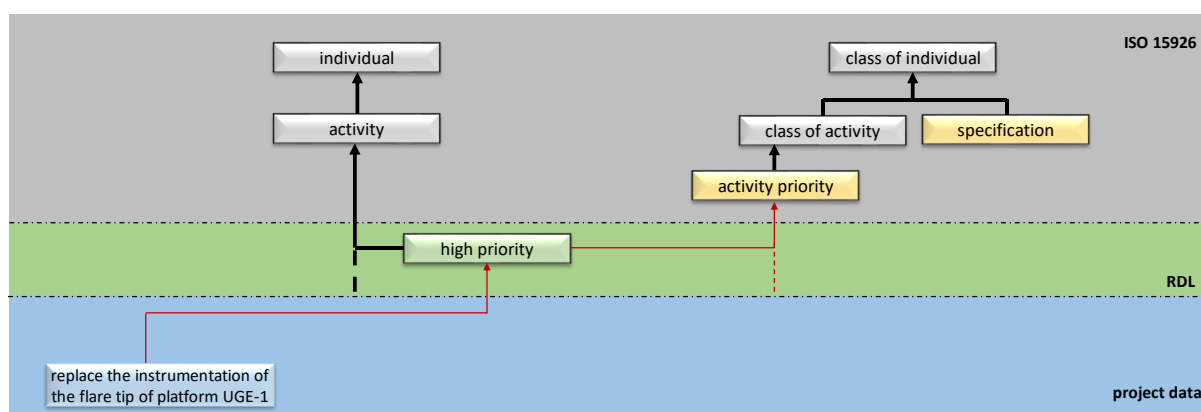 ISO 15926
individual
class of individual
activity
class of activity
specification
activity priority
high priority
RDL
replace the instrumentation of
the flare tip of platform UGE-1
project data